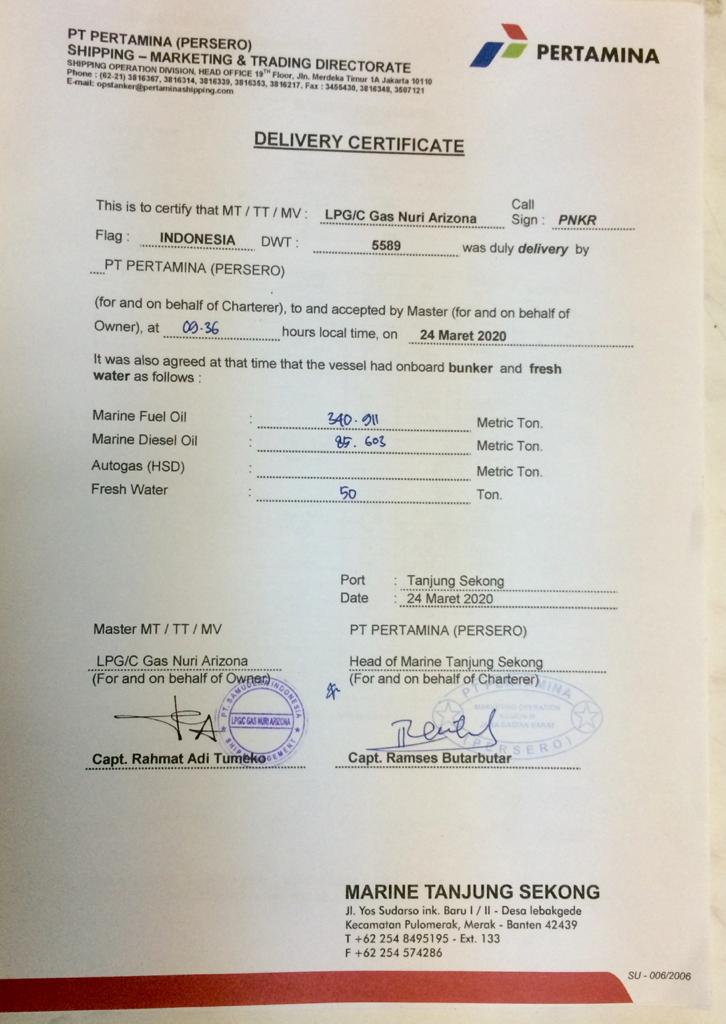 PT PERTAMINA (PERSERO)
SHIPPING – MARKETING & TRADING DIRECTORATE
SHIPPING OPERATION DIVISION, HEAD OFFICE 19TH Floor, Jln. Merdeka Timur 1A Jakarta 10110
Phone : (62-21) 3816367, 3816314, 3816339, 3816353, 3816217, Fax : 3455430, 3816348, 3507121
E-mail: opstanker@pertaminashipping.com
PERTAMINA
DELIVERY CERTIFICATE
This is to certify that MT / TT / MV : LPG/C Gas Nuri Arizona Call Sign : PNKR
Flag : INDONESIA DWT : 5589 was duly delivery by
PT PERTAMINA (PERSERO)
(for and on behalf of Charterer), to and accepted by Master (for and on behalf of
Owner), at 09.36 hours local time, on 24 Maret 2020
It was also agreed at that time that the vessel had onboard bunker and fresh
water as follows :
Marine Fuel Oil : 340.911 Metric Ton.
Marine Diesel Oil : 85.603 Metric Ton.
Autogas (HSD) : Metric Ton.
Fresh Water : 50 Ton.
Port : Tanjung Sekong
Date : 24 Maret 2020
Master MT / TT / MV PT PERTAMINA (PERSERO)
LPG/C Gas Nuri Arizona Head of Marine Tanjung Sekong
(For and on behalf of Owner) (For and on behalf of Charterer)
PT SAMUDERA INDONESIA
LPGC GAS NURI ARIZONA
SHIP MANAGEMENT
PT PERTAMINA
MARINE OPERATION
(PERSERO)
Capt. Rahmat Adi Tumeko Capt. Ramses Butarbutar
MARINE TANJUNG SEKONG
Jl. Yos Sudarso ink. Baru I / II - Desa lebakgede
Kecamatan Pulomerak, Merak - Banten 42439
T +62 254 8495195 - Ext. 133
F +62 254 574286
SU - 006/2006